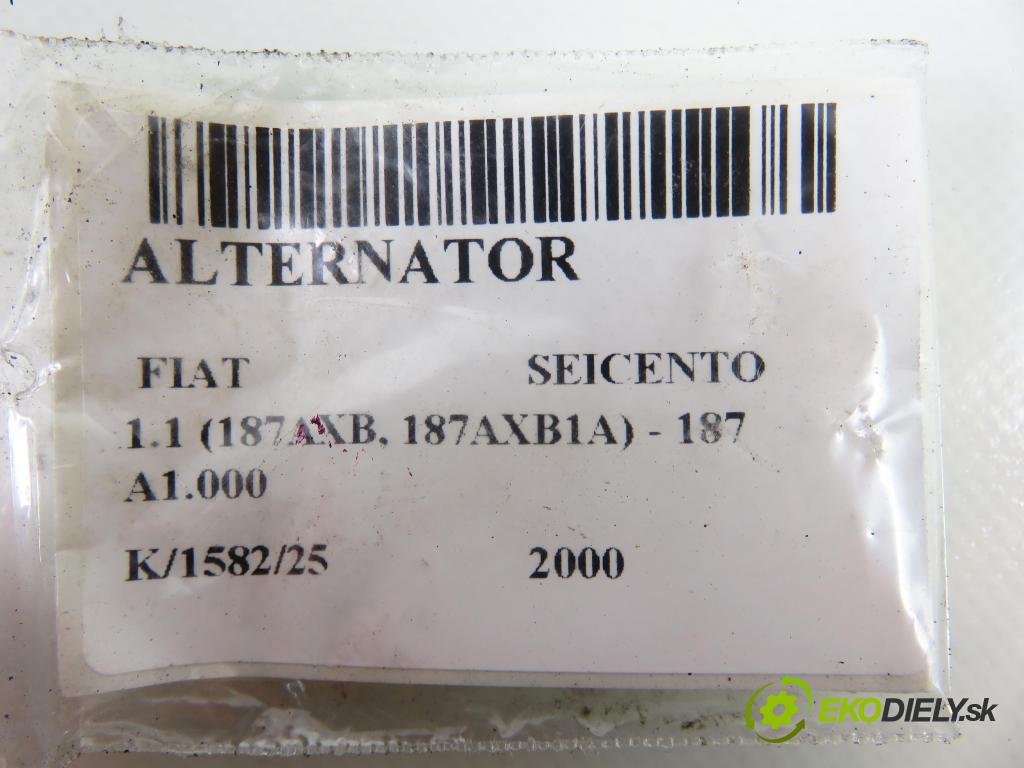 ALTERNATOR
FIAT SEICENTO
1.1 (187AXB, 187AXB1A) - 187
A1.000
K/1582/25 2000
EKODIELY.sk